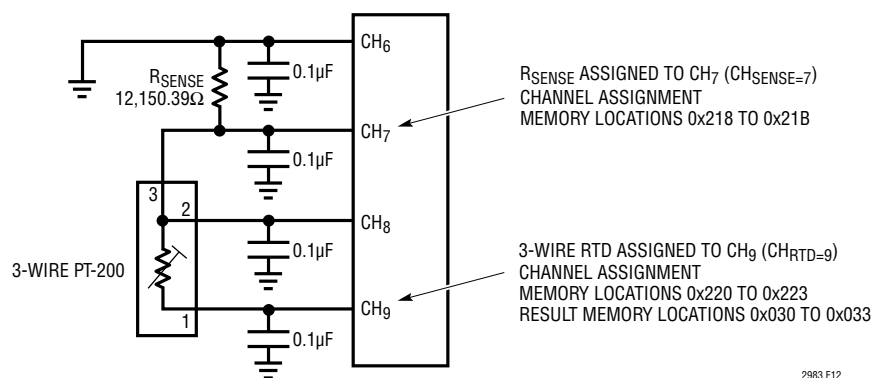 CH6
RSENSE
12,150.39Ω
0.1µF
CH7
RSENSE ASSIGNED TO CH7 (CHSENSE=7)
CHANNEL ASSIGNMENT
MEMORY LOCATIONS 0x218 TO 0x21B
0.1µF
3
2
CH8
3-WIRE PT-200
0.1µF
1
CH9
3-WIRE RTD ASSIGNED TO CH9 (CHRTD=9)
CHANNEL ASSIGNMENT
MEMORY LOCATIONS 0x220 TO 0x223
RESULT MEMORY LOCATIONS 0x030 TO 0x033
0.1µF
2983 F12